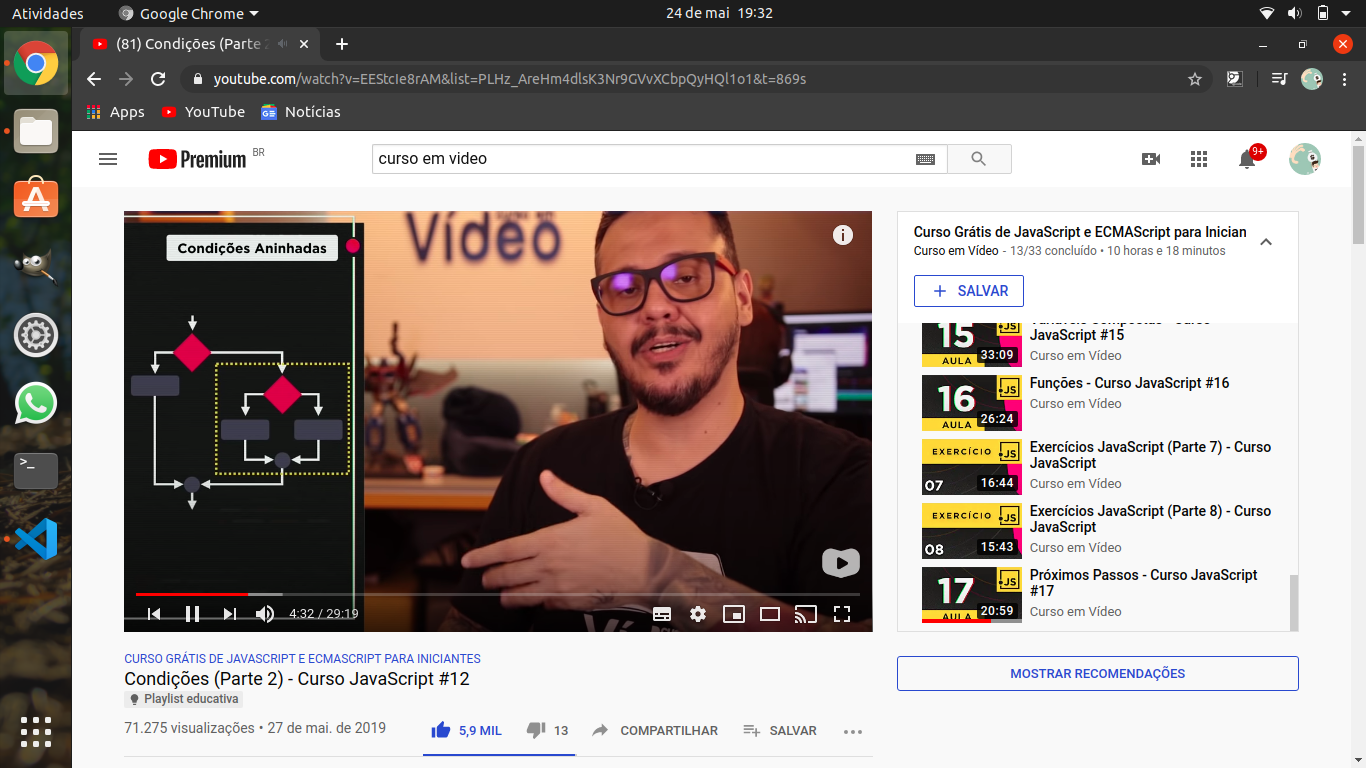 Atividades
Google Chrome
24 de mai 19:32
(81) Condições (Parte 2
youtube.com/watch?v=EEStcIe8rAM&list=PLHz_AreHm4dlsK3Nr9GVvXCbpQyHQl1o1&t=869s
Apps
YouTube
Notícias
Premium BR
curso em video
9+
Curso em
Vídeo
Condições Aninhadas
4:32 / 29:19
Curso Grátis de JavaScript e ECMAScript para Inician
Curso em Vídeo - 13/33 concluído • 10 horas e 18 minutos
SALVAR
15
AULA
33:09
Variáveis Compostas - Curso
JavaScript #15
Curso em Vídeo
16
AULA
JS
26:24
Funções - Curso JavaScript #16
Curso em Vídeo
EXERCÍCIO
JS
07
16:44
Exercícios JavaScript (Parte 7) - Curso
JavaScript
Curso em Vídeo
EXERCÍCIO
JS
08
15:43
Exercícios JavaScript (Parte 8) - Curso
JavaScript
Curso em Vídeo
17
AULA
JS
20:59
Próximos Passos - Curso JavaScript
#17
Curso em Vídeo
MOSTRAR RECOMENDAÇÕES
CURSO GRÁTIS DE JAVASCRIPT E ECMASCRIPT PARA INICIANTES
Condições (Parte 2) - Curso JavaScript #12
Playlist educativa
71.275 visualizações • 27 de mai. de 2019
5,9 MIL
13
COMPARTILHAR
SALVAR